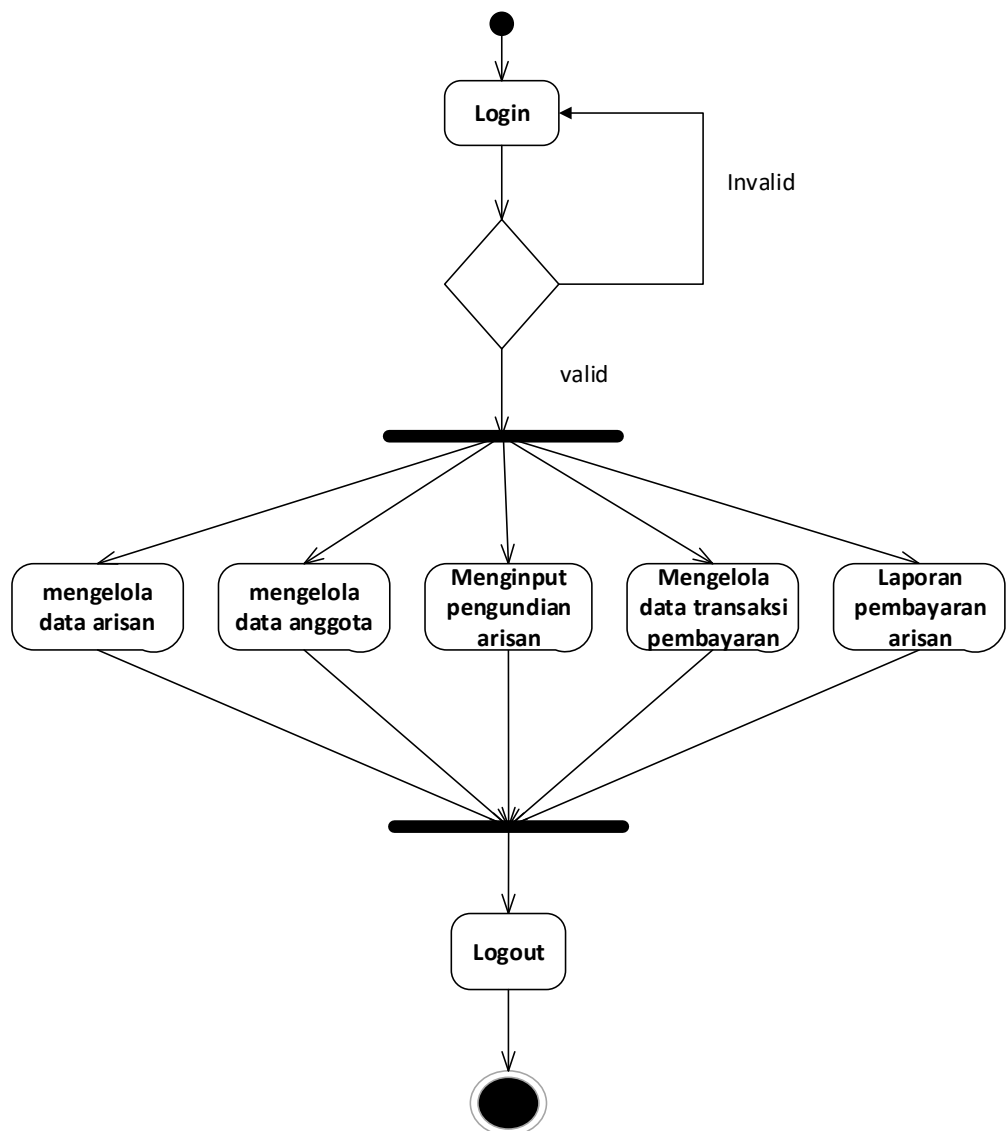 Login
Invalid
valid
mengelola
data arisan
mengelola
data anggota
Menginput
pengundian
arisan
Mengelola
data transaksi
pembayaran
Laporan
pembayaran
arisan
Logout